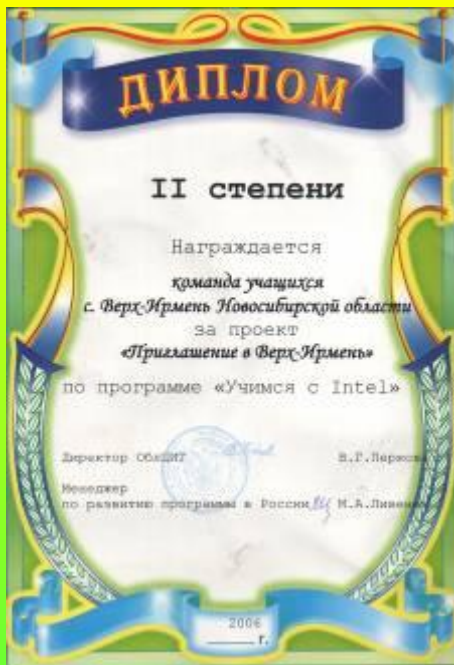 ДИПЛОМ
II степени
Награждается
команда учащихся
с. Верх-Ирмень Новосибирской области
за проект
«Приглашение в Верх-Ирмень»
по программе «Учимся с Intel»
Директор ОблЦИТ В.Г.
Менеджер
по развитию программы в России М.А.
2006
г.